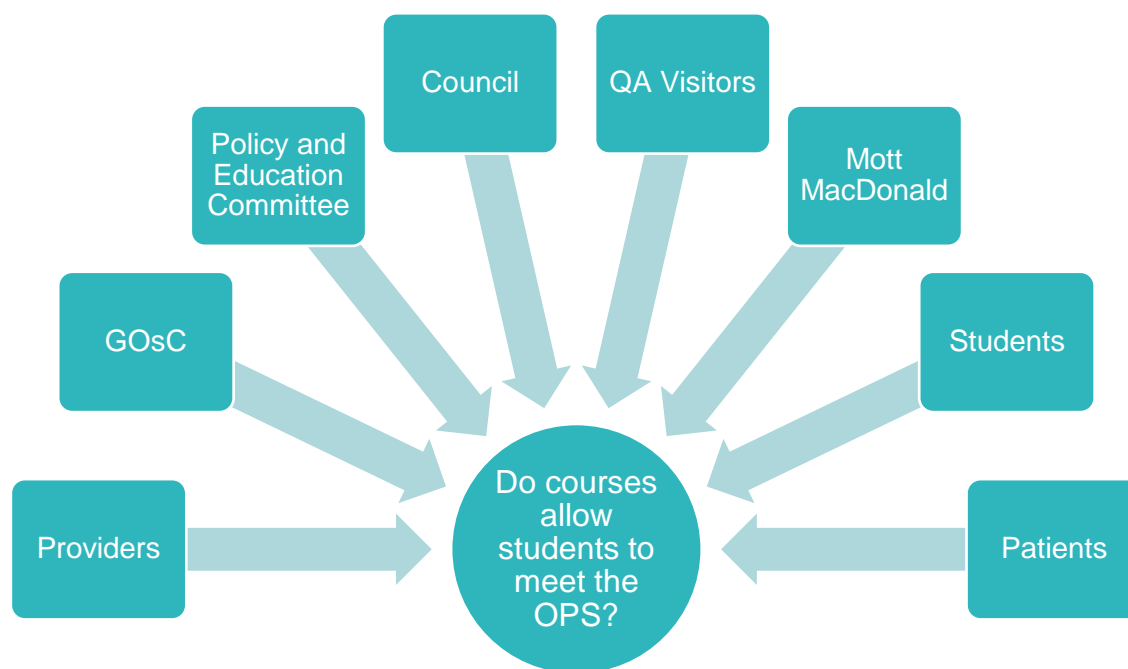 Council
QA Visitors
Policy and
Education
Committee
Mott
MacDonald
GOsC
Students
Providers
Do courses
allow
students to
meet the
OPS?
Patients